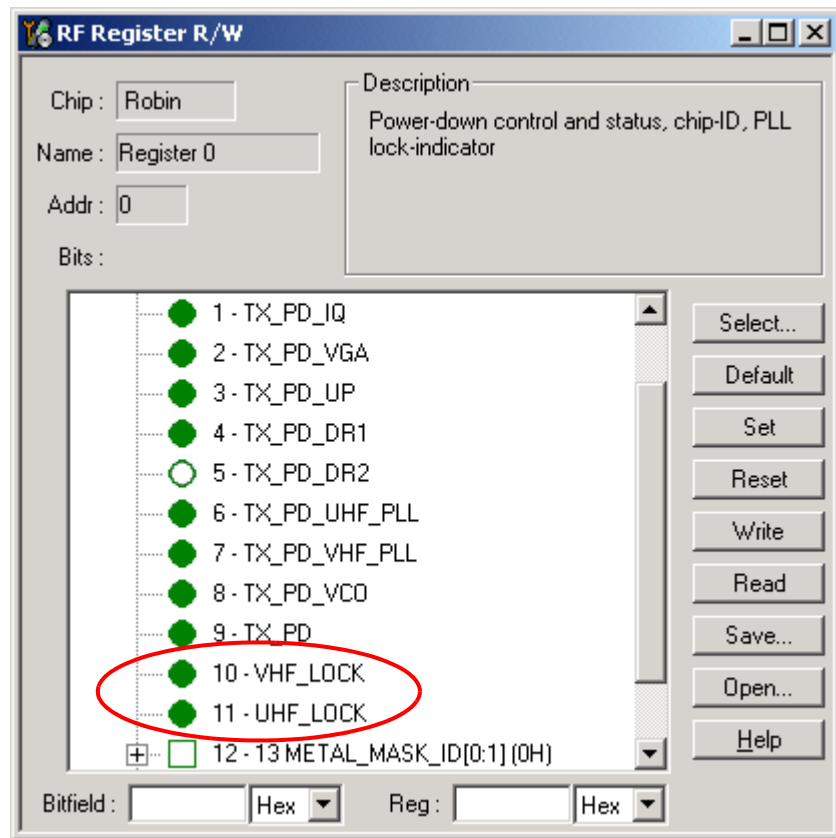 RF Register R/W
Chip : Robin
Name : Register 0
Addr : 0
Bits :
Description
Power-down control and status, chip-ID, PLL
lock-indicator
1 - TX_PD_IQ
2 - TX_PD_VGA
3 - TX_PD_UP
4 - TX_PD_DR1
5 - TX_PD_DR2
6 - TX_PD_UHF_PLL
7 - TX_PD_VHF_PLL
8 - TX_PD_VCO
9 - TX_PD
10 - VHF_LOCK
11 - UHF_LOCK
12 - 13 METAL_MASK_ID[0:1] (0H)
Select...
Default
Set
Reset
Write
Read
Save...
Open...
Help
Bitfield : Hex Reg : Hex